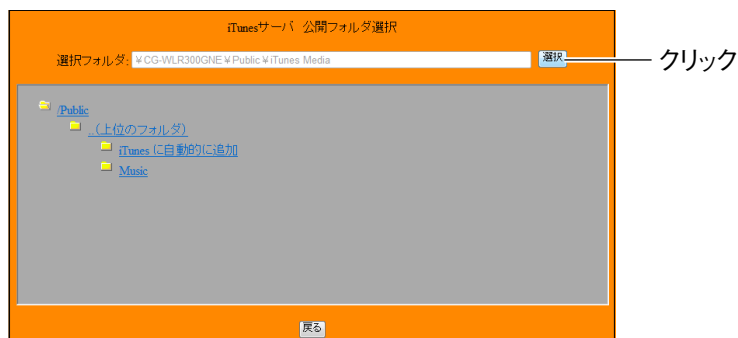 iTunesサーバ 公開フォルダ選択
選択フォルダ: ¥CG-WLR300GNE¥Public¥iTunes Media 選択 クリック
/Public
..(上位のフォルダ)
iTunes に自動的に追加
Music
戻る